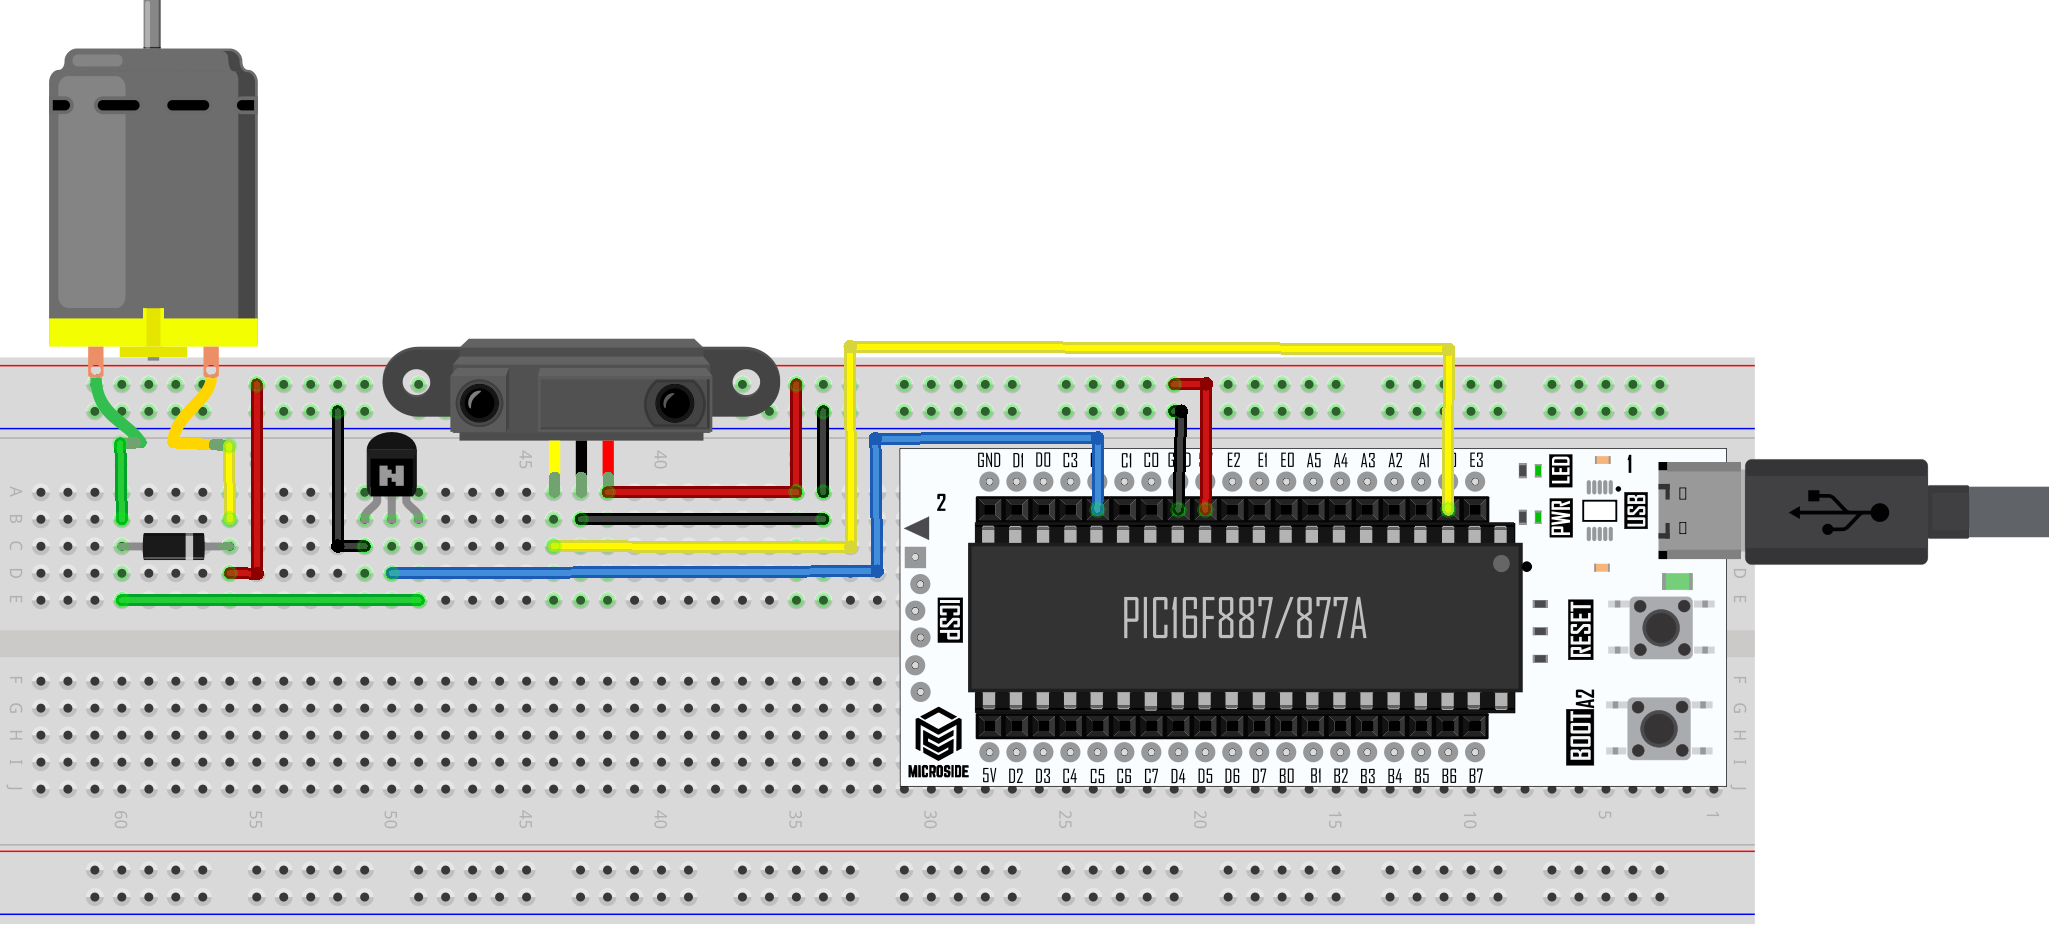 N
45
40
A
B
C
D
E
GND D1 D0 C3 C1 C0 E2 E1 E0 A5 A4 A3 A2 A1 E3
2
LED
1
PWR
USB
PIC16F887/877A
ICSP
RESET
BOOT A2
MICROSIDE
5V D2 D3 C4 C5 C6 C7 D4 D5 D6 D7 B0 B1 B2 B3 B4 B5 B6 B7
D
E
F
G
H
I
J
F
G
H
I
J
60 55 50 45 40 35 30 25 20 15 10 5 1